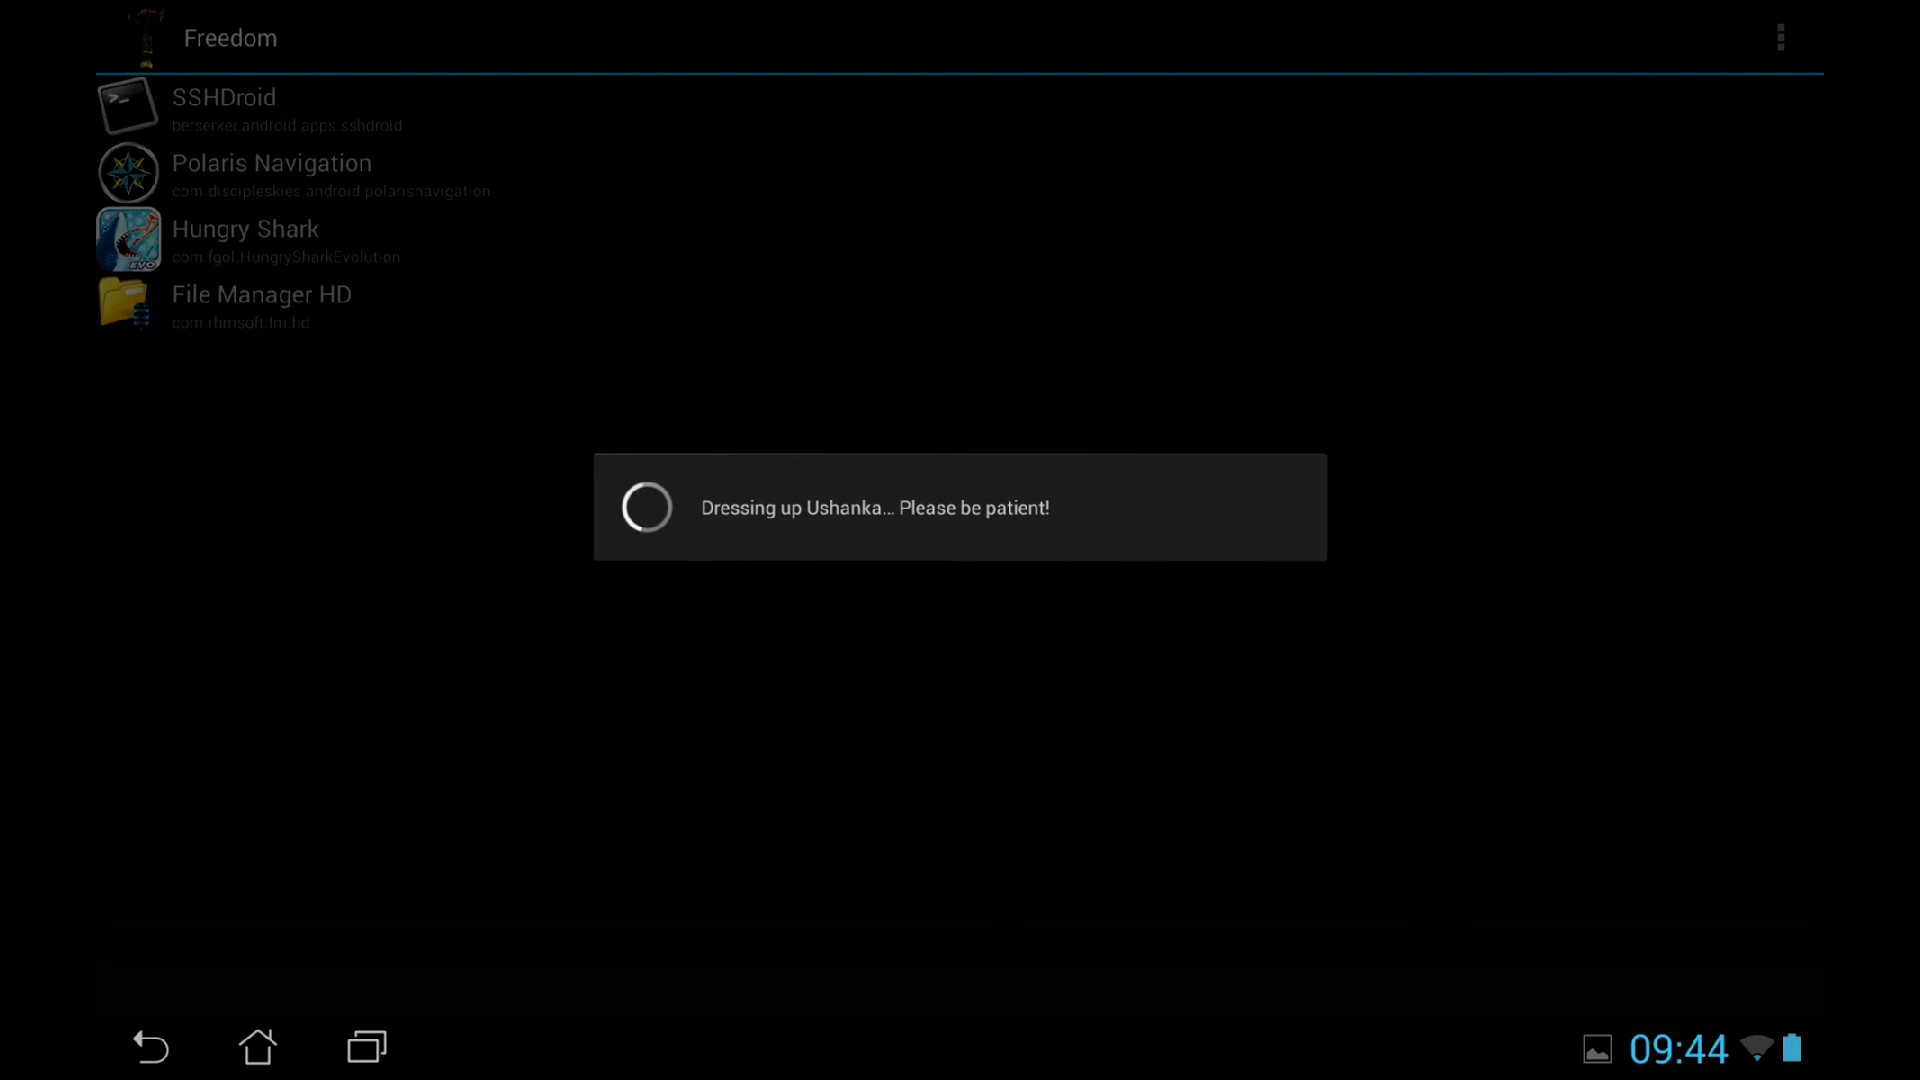 Freedom
SSHDroid
berserker.android.apps.sshdroid
Polaris Navigation
com.discipleskies.android.polarisnavigation
Hungry Shark
com.fgol.HungrySharkEvolution
EVO
File Manager HD
com.rhmsoft.fm.hd
Dressing up Ushanka... Please be patient!
09:44